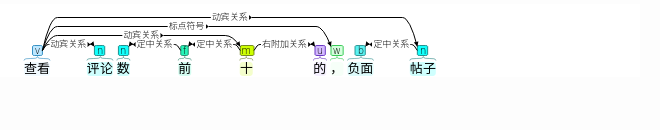 动宾关系
标点符号
动宾关系
动宾关系 定中关系 定中关系 右附加关系 定中关系
v n n f m u w b n
查看 评论 数 前 十 的 , 负面 帖子